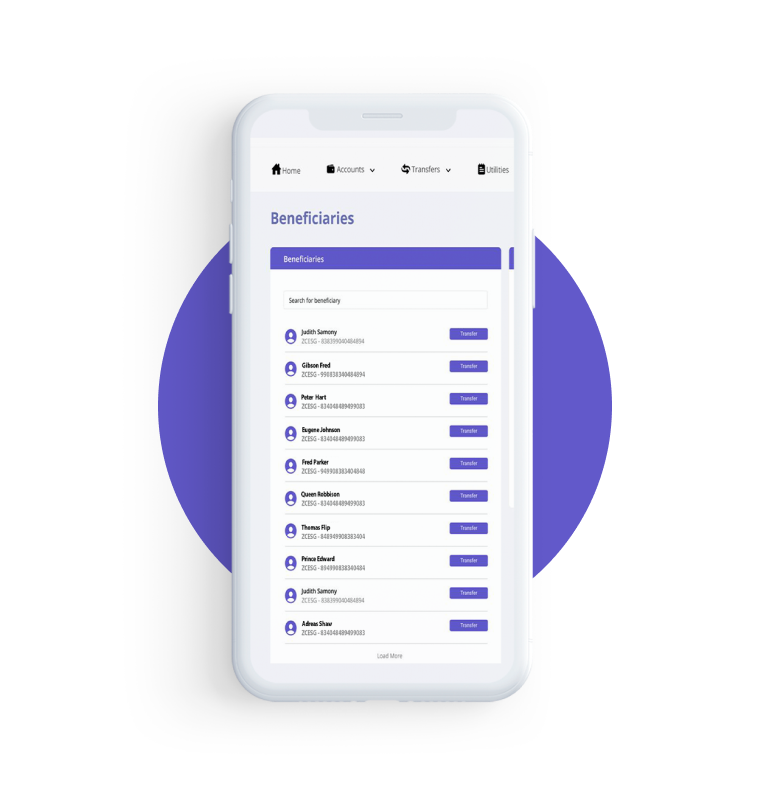 Home Accounts Transfers Utilities
Beneficiaries
Beneficiaries
Search for beneficiary
Judith Samony
ZCESG - 838399040484894
Transfer
Gibson Fred
ZCESG - 990838340484894
Transfer
Peter Hart
ZCESG - 834048489499083
Transfer
Eugene Johnson
ZCESG - 834048489499083
Transfer
Fred Parker
ZCESG - 949908383404848
Transfer
Queen Robbison
ZCESG - 834048489499083
Transfer
Thomas Flip
ZCESG - 848949908383404
Transfer
Prince Edward
ZCESG - 894990838340484
Transfer
Judith Samony
ZCESG - 838399040484894
Transfer
Adreas Shaw
ZCESG - 834048489499083
Transfer
Load More